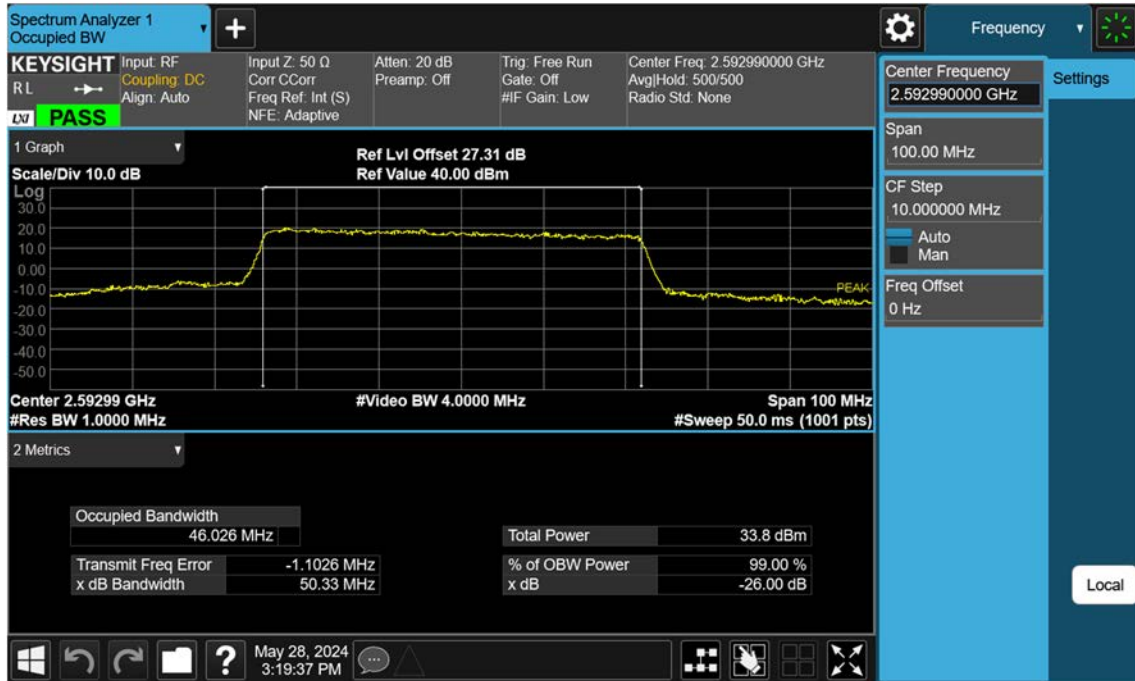 Spectrum Analyzer 1
Occupied BW
Frequency
KEYSIGHT
RL
LXI PASS
Input: RF
Coupling: DC
Align: Auto
Input Z: 50 Ω
Corr CCorr
Freq Ref: Int (S)
NFE: Adaptive
Atten: 20 dB
Preamp: Off
Trig: Free Run
Gate: Off
#IF Gain: Low
Center Freq: 2.592990000 GHz
Avg|Hold: 500/500
Radio Std: None
Center Frequency
2.592990000 GHz
Settings
Span
100.00 MHz
CF Step
10.000000 MHz
Auto
Man
Freq Offset
0 Hz
Local
1 Graph
Scale/Div 10.0 dB
Ref Lvl Offset 27.31 dB
Ref Value 40.00 dBm
Log
30.0
20.0
10.0
0.00
-10.0
-20.0
-30.0
-40.0
-50.0
PEAK
Center 2.59299 GHz
#Video BW 4.0000 MHz
Span 100 MHz
#Res BW 1.0000 MHz
#Sweep 50.0 ms (1001 pts)
2 Metrics
Occupied Bandwidth
46.026 MHz
Total Power 33.8 dBm
Transmit Freq Error -1.1026 MHz
% of OBW Power 99.00 %
x dB Bandwidth 50.33 MHz
x dB -26.00 dB
May 28, 2024
3:19:37 PM